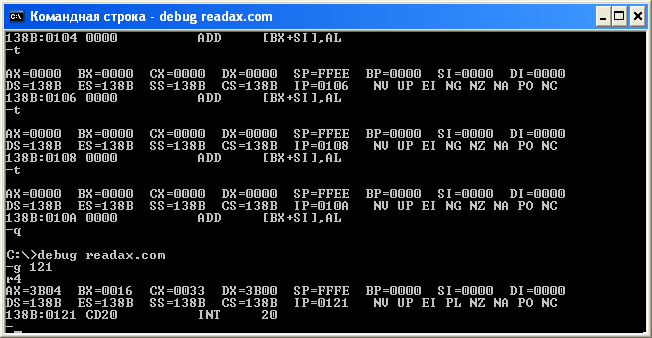 Командная строка - debug readax.com
138B:0104 0000          ADD     [BX+SI],AL
-t
AX=0000  BX=0000  CX=0000  DX=0000  SP=FFEE  BP=0000  SI=0000  DI=0000
DS=138B  ES=138B  SS=138B  CS=138B  IP=0106   NV UP EI NG NZ NA PO NC
138B:0106 0000          ADD     [BX+SI],AL
-t
AX=0000  BX=0000  CX=0000  DX=0000  SP=FFEE  BP=0000  SI=0000  DI=0000
DS=138B  ES=138B  SS=138B  CS=138B  IP=0108   NV UP EI NG NZ NA PO NC
138B:0108 0000          ADD     [BX+SI],AL
-t
AX=0000  BX=0000  CX=0000  DX=0000  SP=FFEE  BP=0000  SI=0000  DI=0000
DS=138B  ES=138B  SS=138B  CS=138B  IP=010A   NV UP EI NG NZ NA PO NC
138B:010A 0000          ADD     [BX+SI],AL
-q
C:\>debug readax.com
-g 121
r4
AX=3B04  BX=0016  CX=0033  DX=3B00  SP=FFFE  BP=0000  SI=0000  DI=0000
DS=138B  ES=138B  SS=138B  CS=138B  IP=0121   NV UP EI PL NZ NA PO NC
138B:0121 CD20          INT     20
-_